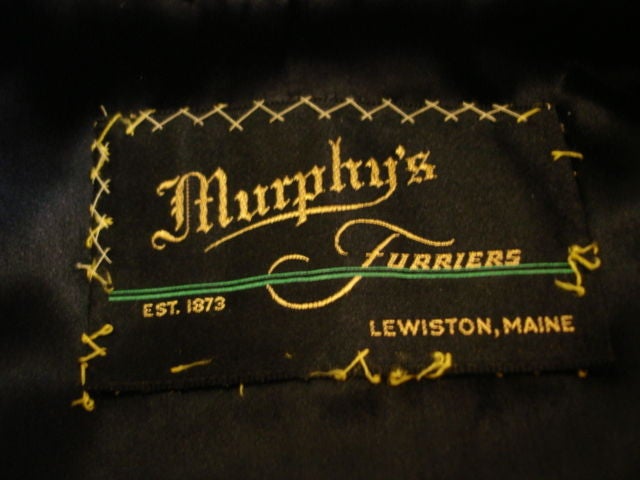 Murphy's
FURRIERS
EST. 1873
LEWISTON, MAINE